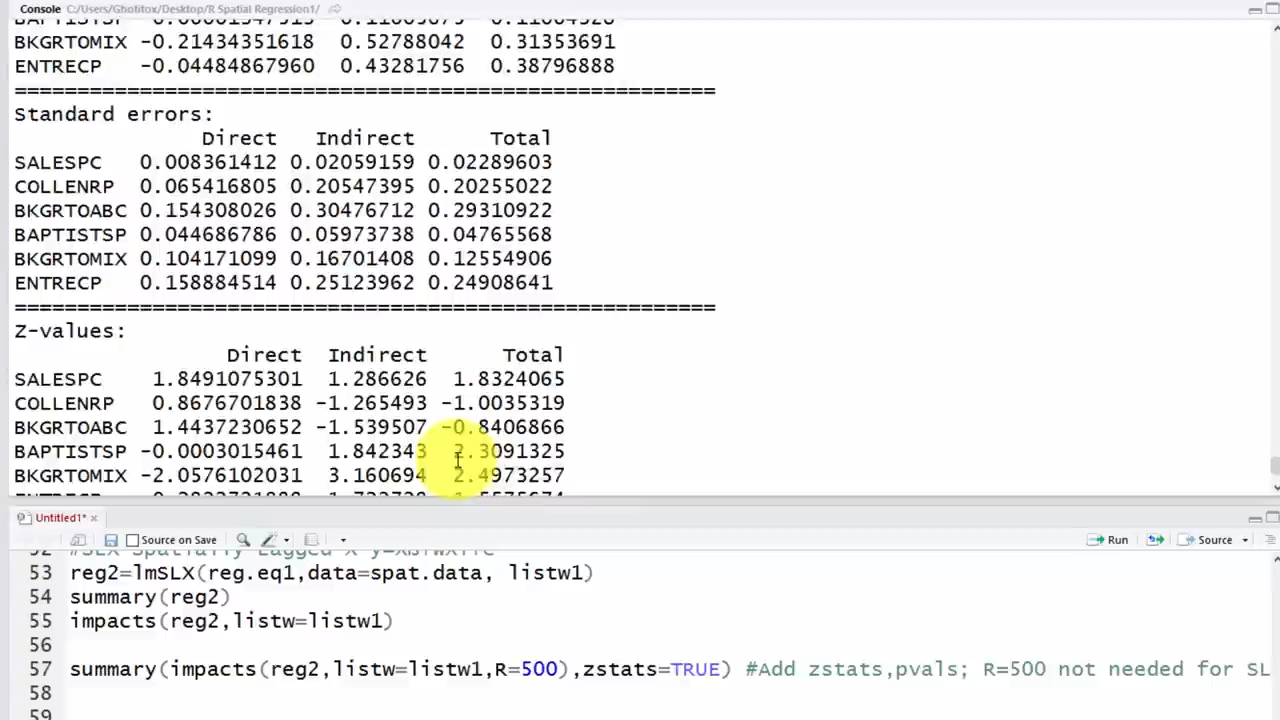 Console C:/Users/Ghotitox/Desktop/R Spatial Regression1/
BKGRTOMIX -0.21434351618 0.52788042 0.31353691
ENTRECP -0.04484867960 0.43281756 0.38796888
=========================================================
Standard errors:
Direct Indirect Total
SALESPC 0.008361412 0.02059159 0.02289603
COLLENRP 0.065416805 0.20547395 0.20255022
BKGRTOABC 0.154308026 0.30476712 0.29310922
BAPTISTSP 0.044686786 0.05973738 0.04765568
BKGRTOMIX 0.104171099 0.16701408 0.12554906
ENTRECP 0.158884514 0.25123962 0.24908641
=========================================================
Z-values:
Direct Indirect Total
SALESPC 1.8491075301 1.286626 1.8324065
COLLENRP 0.8676701838 -1.265493 -1.0035319
BKGRTOABC 1.4437230652 -1.539507 -0.8406866
BAPTISTSP -0.0003015461 1.842343 2.3091325
BKGRTOMIX -2.0576102031 3.160694 2.4973257
Untitled1*
Source on Save Run Source
53 reg2=lmSLX(reg.eq1,data=spat.data, listw1)
54 summary(reg2)
55 impacts(reg2,listw=listw1)
56
57 summary(impacts(reg2,listw=listw1,R=500),zstats=TRUE) #Add zstats,pvals; R=500 not needed for SL
58
59